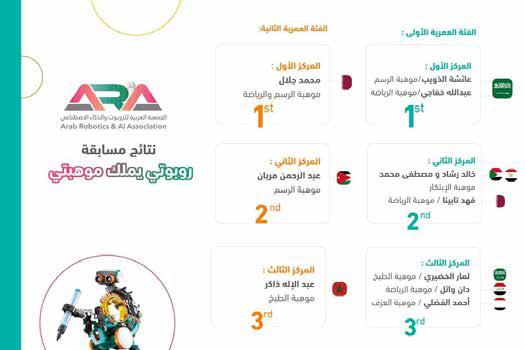 ARA
الجمعية العربية للروبوت والذكاء الاصطناعي
Arab Robotics & AI Association
نتائج مسابقة
روبوتي يملك موهبتي
الفئة العمرية الأولى :
المركز الأول :
عائشة الذويب/موهبة الرسم
عبدالله خفاجي/موهبة الرياضة
1st
المركز الثاني :
خالد رشاد و مصطفى محمد
موهبة الإبتكار
فهد تابينا / موهبة الرياضة
2nd
المركز الثالث :
لمار الخضيري / موهبة الطبخ
دان وائل / موهبة الرياضة
أحمد الفضلي / موهبة العزف
3rd
الفئة العمرية الثانية:
المركز الأول :
محمد جلال
موهبة الرسم والرياضة
1st
المركز الثاني :
عبد الرحمن مريان
موهبة الرسم
2nd
المركز الثالث :
عبد الإله ذاكر
موهبة الطبخ
3rd